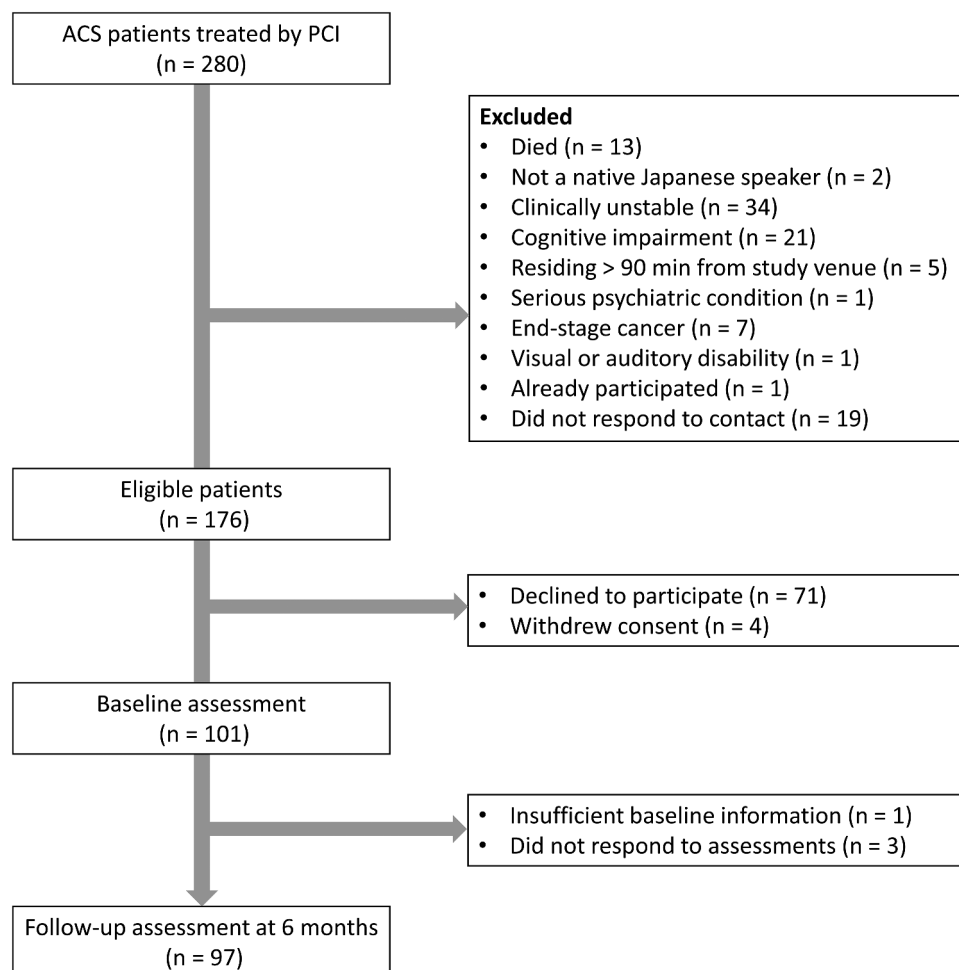 ACS patients treated by PCI
(n = 280)
Excluded
• Died (n = 13)
• Not a native Japanese speaker (n = 2)
• Clinically unstable (n = 34)
• Cognitive impairment (n = 21)
• Residing > 90 min from study venue (n = 5)
• Serious psychiatric condition (n = 1)
• End-stage cancer (n = 7)
• Visual or auditory disability (n = 1)
• Already participated (n = 1)
• Did not respond to contact (n = 19)
Eligible patients
(n = 176)
• Declined to participate (n = 71)
• Withdrew consent (n = 4)
Baseline assessment
(n = 101)
• Insufficient baseline information (n = 1)
• Did not respond to assessments (n = 3)
Follow-up assessment at 6 months
(n = 97)